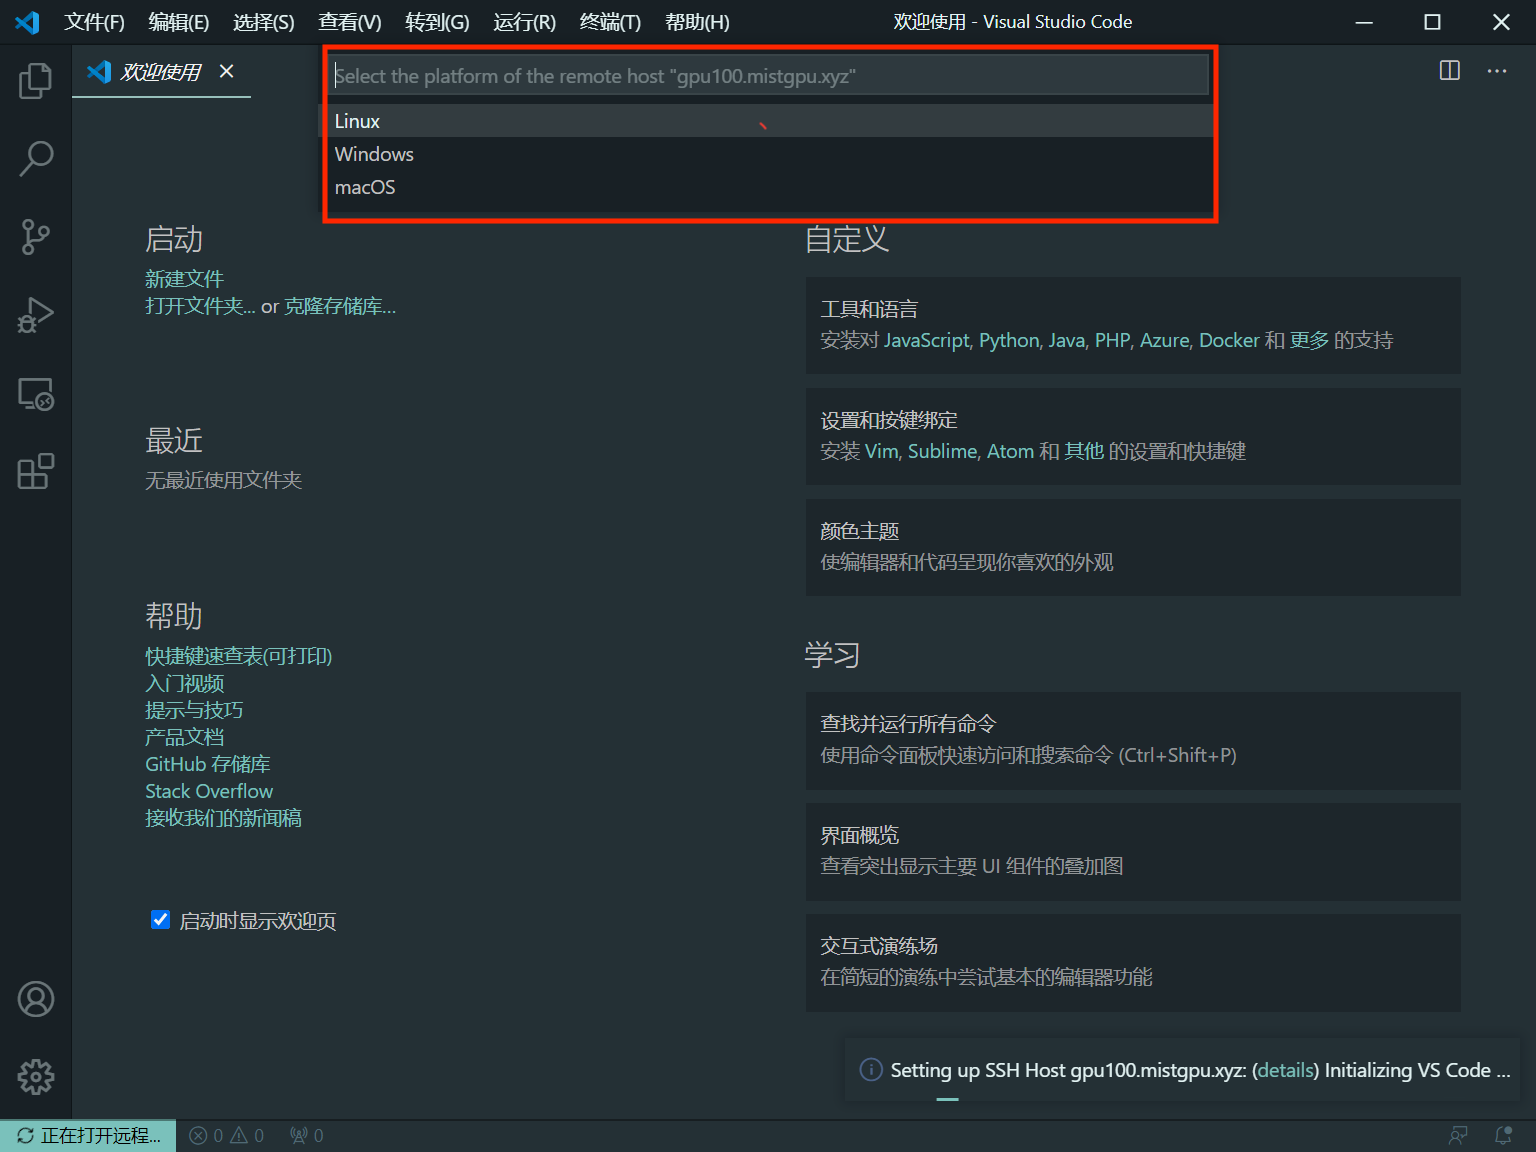 文件(F) 编辑(E) 选择(S) 查看(V) 转到(G) 运行(R) 终端(T) 帮助(H) 欢迎使用 - Visual Studio Code
欢迎使用
Select the platform of the remote host "gpu100.mistgpu.xyz"
Linux
Windows
macOS
启动
新建文件
打开文件夹... or 克隆存储库...
最近
无最近使用文件夹
帮助
快捷键速查表(可打印)
入门视频
提示与技巧
产品文档
GitHub 存储库
Stack Overflow
接收我们的新闻稿
启动时显示欢迎页
自定义
工具和语言
安装对 JavaScript, Python, Java, PHP, Azure, Docker 和 更多 的支持
设置和按键绑定
安装 Vim, Sublime, Atom 和 其他 的设置和快捷键
颜色主题
使编辑器和代码呈现你喜欢的外观
学习
查找并运行所有命令
使用命令面板快速访问和搜索命令 (Ctrl+Shift+P)
界面概览
查看突出显示主要 UI 组件的叠加图
交互式演练场
在简短的演练中尝试基本的编辑器功能
Setting up SSH Host gpu100.mistgpu.xyz: (details) Initializing VS Code ...
正在打开远程... 0 0 0